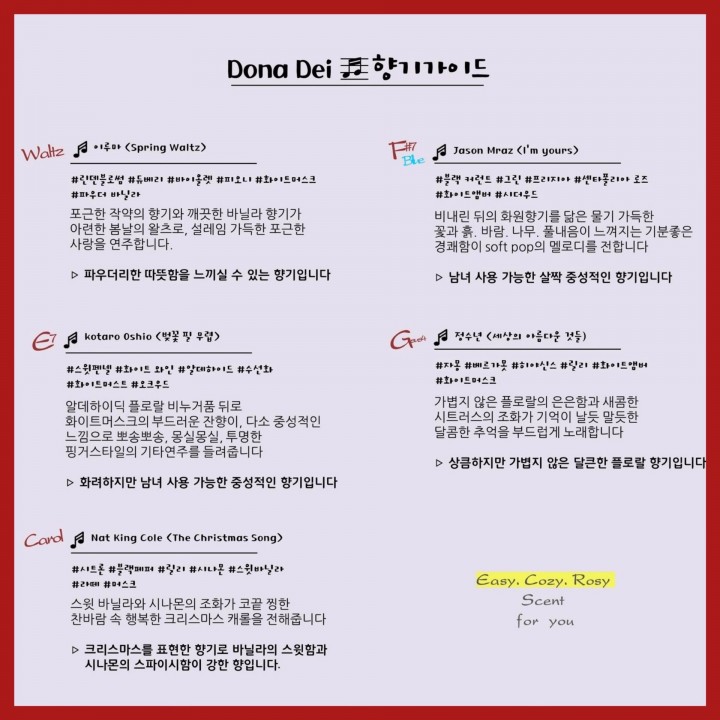 Dona Dei 향기가이드
Waltz
이루마 (Spring Waltz)
#린덴블로썸 #듀베리 #바이올렛 #피오니 #화이트머스크
#파우더 바닐라
포근한 작약의 향기와 깨끗한 바닐라 향기가
아련한 봄날의 왈츠로, 설레임 가득한 포근한
사랑을 연주합니다.
▷ 파우더리한 따뜻함을 느끼실 수 있는 향기입니다
F#7
Blue
Jason Mraz (I'm yours)
#블랙 커런트 #그린 #프리지아 #센타폴리아 로즈
#화이트앰버 #시더우드
비내린 뒤의 화원향기를 닮은 물기 가득한
꽃과 흙. 바람. 나무. 풀내음이 느껴지는 기분좋은
경쾌함이 soft pop의 멜로디를 전합니다
▷ 남녀 사용 가능한 살짝 중성적인 향기입니다
E7
kotaro Oshio (벚꽃 필 무렵)
#스윗펜넬 #화이트 와인 #알데하이드 #수선화
#화이트머스트 #오크우드
알데하이딕 플로랄 비누거품 뒤로
화이트머스크의 부드러운 잔향이, 다소 중성적인
느낌으로 뽀송뽀송, 몽실몽실, 투명한
핑거스타일의 기타연주를 들려줍니다
▷ 화려하지만 남녀 사용 가능한 중성적인 향기입니다
정수년 (세상의 아름다운 것들)
#자몽 #베르가못 #히야신스 #릴리 #화이트앰버
#화이트머스크
가볍지 않은 플로랄의 은은함과 새콤한
시트러스의 조화가 기억이 날듯 말듯한
달콤한 추억을 부드럽게 노래합니다
▷ 상큼하지만 가볍지 않은 달큰한 플로랄 향기입니다
Carol
Nat King Cole (The Christmas Song)
#시트론 #블랙페퍼 #릴리 #시나몬 #스윗바닐라
#라떼 #머스크
스윗 바닐라와 시나몬의 조화가 코끝 찡한
찬바람 속 행복한 크리스마스 캐롤을 전해줍니다
▷ 크리스마스를 표현한 향기로 바닐라의 스윗함과
시나몬의 스파이시함이 강한 향입니다.
Easy. Cozy. Rosy
Scent
for you